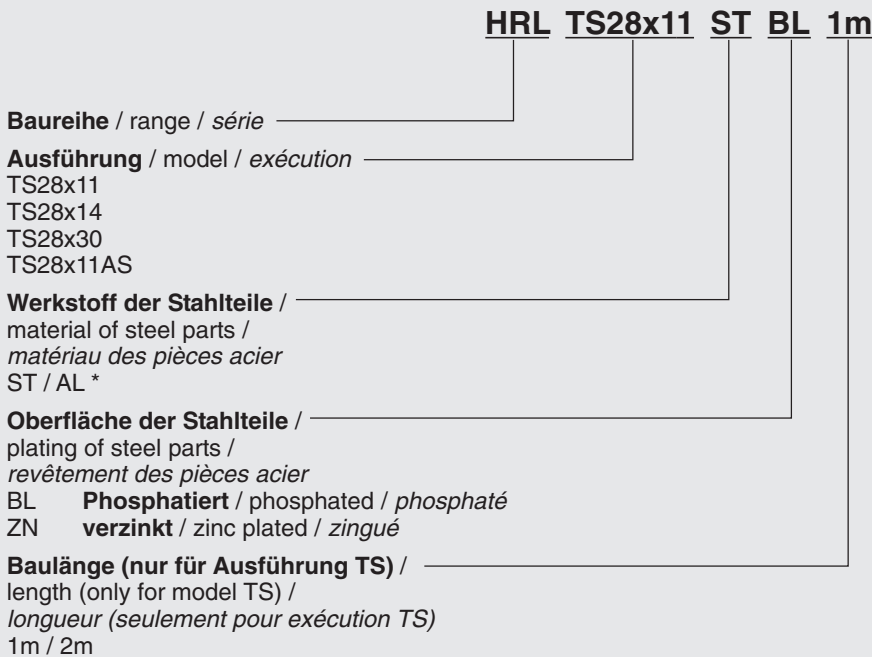 HRL TS28x11 ST BL 1m
Baureihe / range / série
Ausführung / model / exécution
TS28x11
TS28x14
TS28x30
TS28x11AS
Werkstoff der Stahlteile /
material of steel parts /
matériau des pièces acier
ST / AL *
Oberfläche der Stahlteile /
plating of steel parts /
revêtement des pièces acier
BL Phosphatiert / phosphated / phosphaté
ZN verzinkt / zinc plated / zingué
Baulänge (nur für Ausführung TS) /
length (only for model TS) /
longueur (seulement pour exécution TS)
1m / 2m